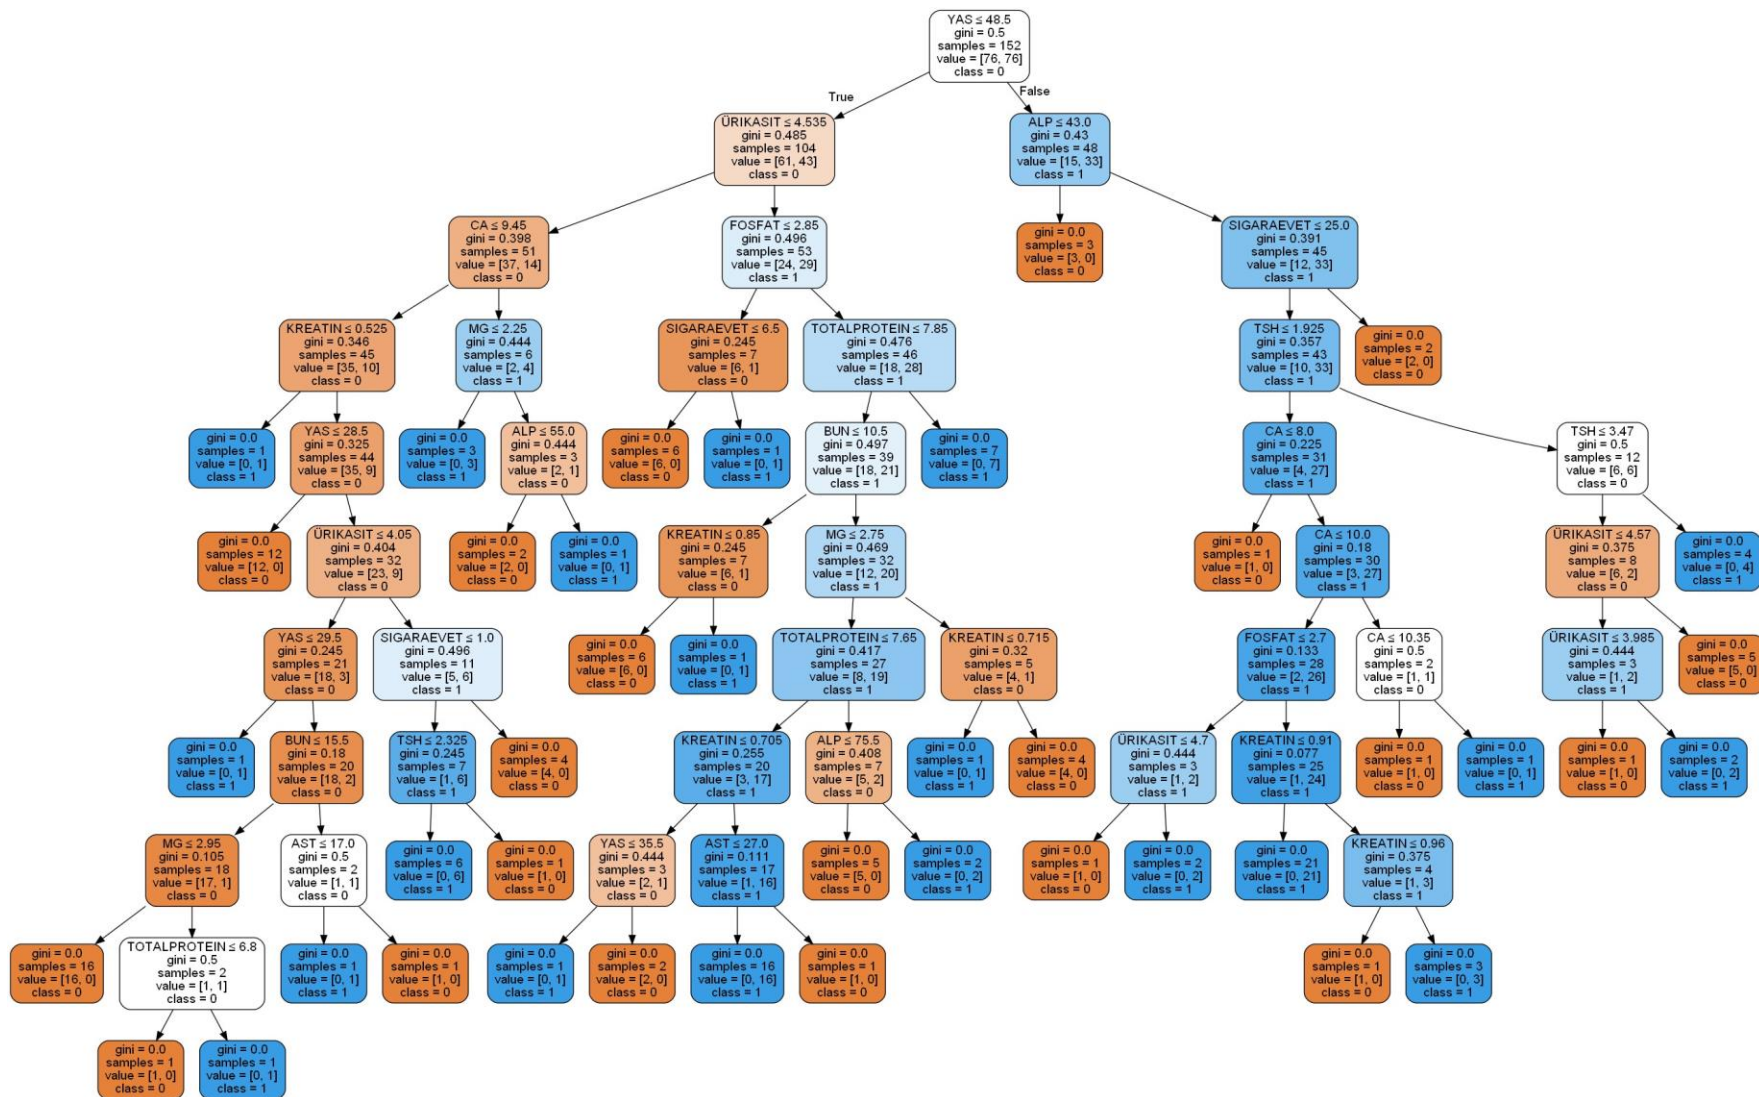 YAS ≤ 48.5
gini = 0.5
samples = 152
value = [76, 76]
class = 0
True
False
ÜRIKASIT ≤ 4.535
gini = 0.485
samples = 104
value = [61, 43]
class = 0
ALP ≤ 43.0
gini = 0.43
samples = 48
value = [15, 33]
class = 1
CA ≤ 9.45
gini = 0.398
samples = 51
value = [37, 14]
class = 0
FOSFAT ≤ 2.85
gini = 0.496
samples = 53
value = [24, 29]
class = 1
gini = 0.0
samples = 3
value = [3, 0]
class = 0
SIGARAEVET ≤ 25.0
gini = 0.391
samples = 45
value = [12, 33]
class = 1
KREATIN ≤ 0.525
gini = 0.346
samples = 45
value = [35, 10]
class = 0
MG ≤ 2.25
gini = 0.444
samples = 6
value = [2, 4]
class = 1
SIGARAEVET ≤ 6.5
gini = 0.245
samples = 7
value = [6, 1]
class = 0
TOTALPROTEIN ≤ 7.85
gini = 0.476
samples = 46
value = [18, 28]
class = 1
TSH ≤ 1.925
gini = 0.357
samples = 43
value = [10, 33]
class = 1
gini = 0.0
samples = 2
value = [2, 0]
class = 0
gini = 0.0
samples = 1
value = [0, 1]
class = 1
YAS ≤ 28.5
gini = 0.325
samples = 44
value = [35, 9]
class = 0
gini = 0.0
samples = 3
value = [0, 3]
class = 1
ALP ≤ 55.0
gini = 0.444
samples = 3
value = [2, 1]
class = 0
gini = 0.0
samples = 6
value = [6, 0]
class = 0
gini = 0.0
samples = 1
value = [0, 1]
class = 1
BUN ≤ 10.5
gini = 0.497
samples = 39
value = [18, 21]
class = 1
gini = 0.0
samples = 7
value = [0, 7]
class = 1
CA ≤ 8.0
gini = 0.225
samples = 31
value = [4, 27]
class = 1
TSH ≤ 3.47
gini = 0.5
samples = 12
value = [6, 6]
class = 0
gini = 0.0
samples = 12
value = [12, 0]
class = 0
ÜRIKASIT ≤ 4.05
gini = 0.404
samples = 32
value = [23, 9]
class = 0
gini = 0.0
samples = 2
value = [2, 0]
class = 0
gini = 0.0
samples = 1
value = [0, 1]
class = 1
KREATIN ≤ 0.85
gini = 0.245
samples = 7
value = [6, 1]
class = 0
MG ≤ 2.75
gini = 0.469
samples = 32
value = [12, 20]
class = 1
gini = 0.0
samples = 1
value = [1, 0]
class = 0
CA ≤ 10.0
gini = 0.18
samples = 30
value = [3, 27]
class = 1
ÜRIKASIT ≤ 4.57
gini = 0.375
samples = 8
value = [6, 2]
class = 0
gini = 0.0
samples = 4
value = [0, 4]
class = 1
YAS ≤ 29.5
gini = 0.245
samples = 21
value = [18, 3]
class = 0
SIGARAEVET ≤ 1.0
gini = 0.496
samples = 11
value = [5, 6]
class = 1
gini = 0.0
samples = 6
value = [6, 0]
class = 0
gini = 0.0
samples = 1
value = [0, 1]
class = 1
TOTALPROTEIN ≤ 7.65
gini = 0.417
samples = 27
value = [8, 19]
class = 1
KREATIN ≤ 0.715
gini = 0.32
samples = 5
value = [4, 1]
class = 0
FOSFAT ≤ 2.7
gini = 0.133
samples = 28
value = [2, 26]
class = 1
CA ≤ 10.35
gini = 0.5
samples = 2
value = [1, 1]
class = 0
ÜRIKASIT ≤ 3.985
gini = 0.444
samples = 3
value = [1, 2]
class = 1
gini = 0.0
samples = 5
value = [5, 0]
class = 0
gini = 0.0
samples = 1
value = [0, 1]
class = 1
BUN ≤ 15.5
gini = 0.18
samples = 20
value = [18, 2]
class = 0
TSH ≤ 2.325
gini = 0.245
samples = 7
value = [1, 6]
class = 1
gini = 0.0
samples = 4
value = [4, 0]
class = 0
KREATIN ≤ 0.705
gini = 0.255
samples = 20
value = [3, 17]
class = 1
ALP ≤ 75.5
gini = 0.408
samples = 7
value = [5, 2]
class = 0
gini = 0.0
samples = 1
value = [0, 1]
class = 1
gini = 0.0
samples = 4
value = [4, 0]
class = 0
ÜRIKASIT ≤ 4.7
gini = 0.444
samples = 3
value = [1, 2]
class = 1
KREATIN ≤ 0.91
gini = 0.077
samples = 25
value = [1, 24]
class = 1
gini = 0.0
samples = 1
value = [1, 0]
class = 0
gini = 0.0
samples = 1
value = [0, 1]
class = 1
gini = 0.0
samples = 1
value = [1, 0]
class = 0
gini = 0.0
samples = 2
value = [0, 2]
class = 1
MG ≤ 2.95
gini = 0.105
samples = 18
value = [17, 1]
class = 0
AST ≤ 17.0
gini = 0.5
samples = 2
value = [1, 1]
class = 0
gini = 0.0
samples = 6
value = [0, 6]
class = 1
gini = 0.0
samples = 1
value = [1, 0]
class = 0
YAS ≤ 35.5
gini = 0.444
samples = 3
value = [2, 1]
class = 0
AST ≤ 27.0
gini = 0.111
samples = 17
value = [1, 16]
class = 1
gini = 0.0
samples = 5
value = [5, 0]
class = 0
gini = 0.0
samples = 2
value = [0, 2]
class = 1
gini = 0.0
samples = 1
value = [1, 0]
class = 0
gini = 0.0
samples = 2
value = [0, 2]
class = 1
gini = 0.0
samples = 21
value = [0, 21]
class = 1
KREATIN ≤ 0.96
gini = 0.375
samples = 4
value = [1, 3]
class = 1
gini = 0.0
samples = 16
value = [16, 0]
class = 0
TOTALPROTEIN ≤ 6.8
gini = 0.5
samples = 2
value = [1, 1]
class = 0
gini = 0.0
samples = 1
value = [0, 1]
class = 1
gini = 0.0
samples = 1
value = [1, 0]
class = 0
gini = 0.0
samples = 1
value = [0, 1]
class = 1
gini = 0.0
samples = 2
value = [2, 0]
class = 0
gini = 0.0
samples = 16
value = [0, 16]
class = 1
gini = 0.0
samples = 1
value = [1, 0]
class = 0
gini = 0.0
samples = 1
value = [1, 0]
class = 0
gini = 0.0
samples = 3
value = [0, 3]
class = 1
gini = 0.0
samples = 1
value = [1, 0]
class = 0
gini = 0.0
samples = 1
value = [0, 1]
class = 1